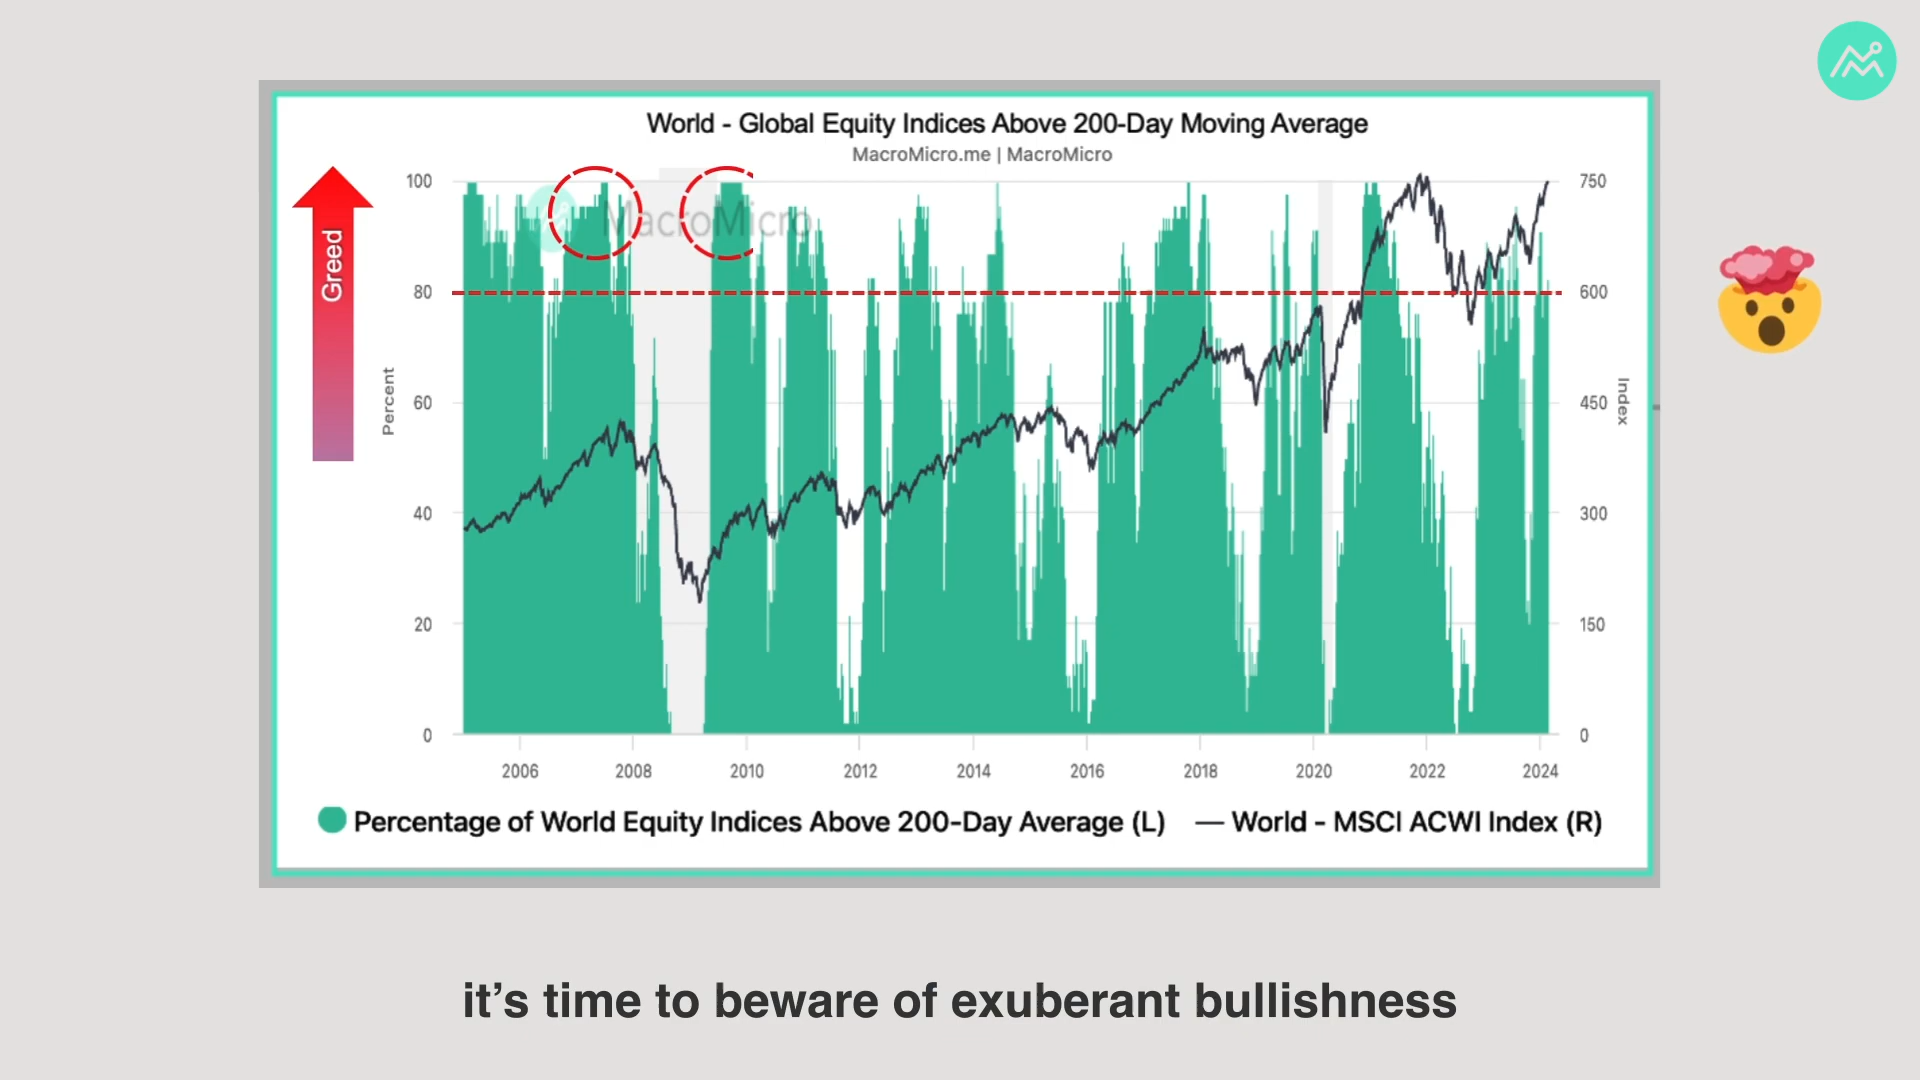 World - Global Equity Indices Above 200-Day Moving Average
MacroMicro.me | MacroMicro
Greed
MacroMicro
Percent
100
80
60
40
20
0
750
600
450
300
150
0
Index
2006 2008 2010 2012 2014 2016 2018 2020 2022 2024
Percentage of World Equity Indices Above 200-Day Average (L) World - MSCI ACWI Index (R)
it’s time to beware of exuberant bullishness